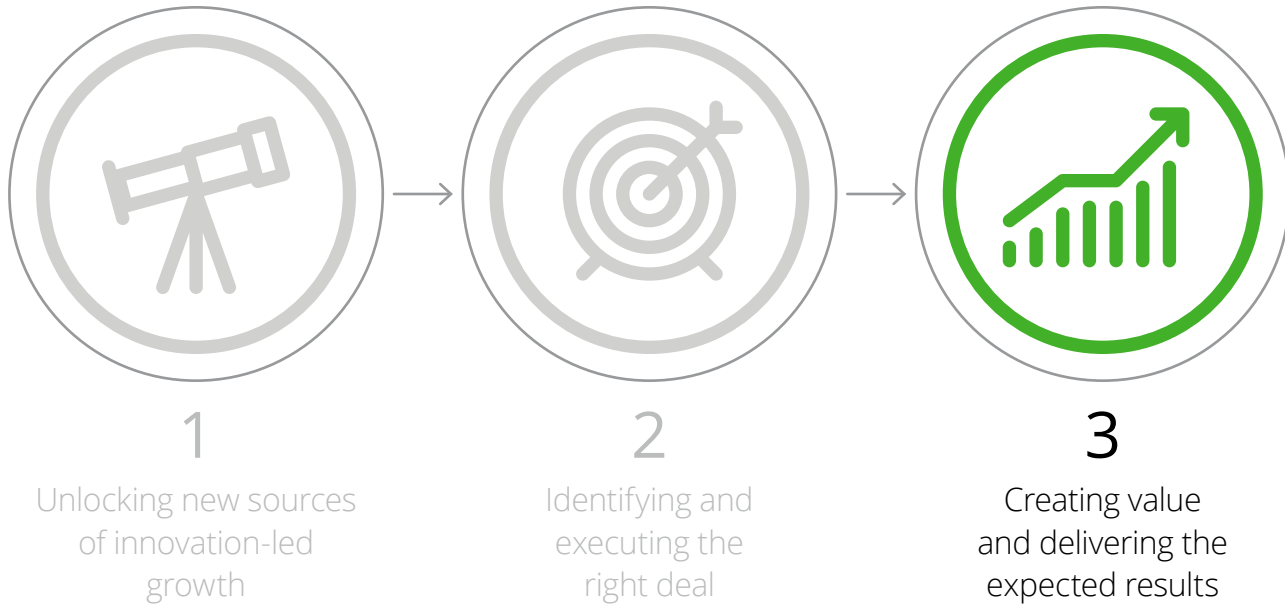 1
Unlocking new sources
of innovation-led
growth
2
Identifying and
executing the
right deal
3
Creating value
and delivering the
expected results